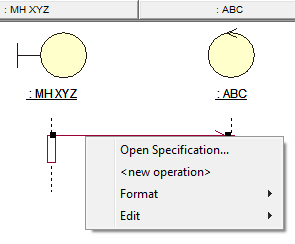 : MH XYZ
: ABC
: MH XYZ
: ABC
Open Specification...
<new operation>
Format
Edit